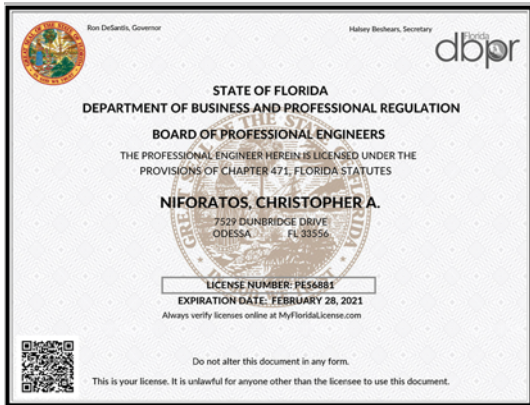 Ron DeSantis, Governor
Halsey Beshears, Secretary
Florida
dbpr
STATE OF FLORIDA
DEPARTMENT OF BUSINESS AND PROFESSIONAL REGULATION
BOARD OF PROFESSIONAL ENGINEERS
THE PROFESSIONAL ENGINEER HEREIN IS LICENSED UNDER THE
PROVISIONS OF CHAPTER 471, FLORIDA STATUTES
NIFORATOS, CHRISTOPHER A.
7529 DUNBRIDGE DRIVE
ODESSA FL 33556
LICENSE NUMBER: PE56881
EXPIRATION DATE: FEBRUARY 28, 2021
Always verify licenses online at MyFloridaLicense.com
Do not alter this document in any form.
This is your license. It is unlawful for anyone other than the licensee to use this document.